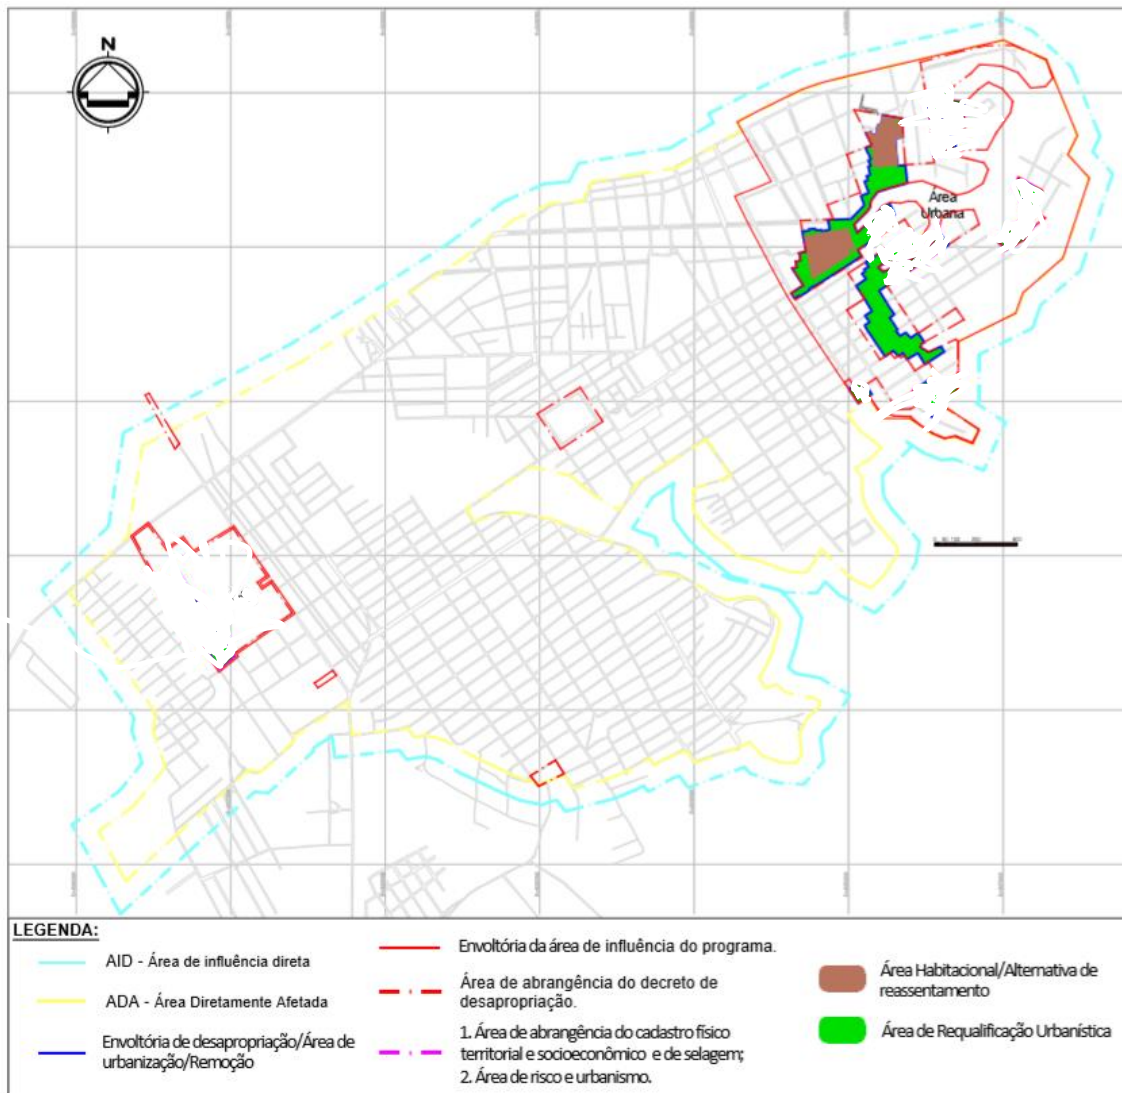 N
Área
Urbana
LEGENDA:
AID - Área de influência direta
ADA - Área Diretamente Afetada
Envoltória de desapropriação/Área de
urbanização/Remoção
Envoltória da área de influência do programa.
Área de abrangência do decreto de
desapropriação.
1. Área de abrangência do cadastro físico
territorial e socioeconômico e de selagem;
2. Área de risco e urbanismo.
Área Habitacional/Alternativa de
reassentamento
Área de Requalificação Urbanística